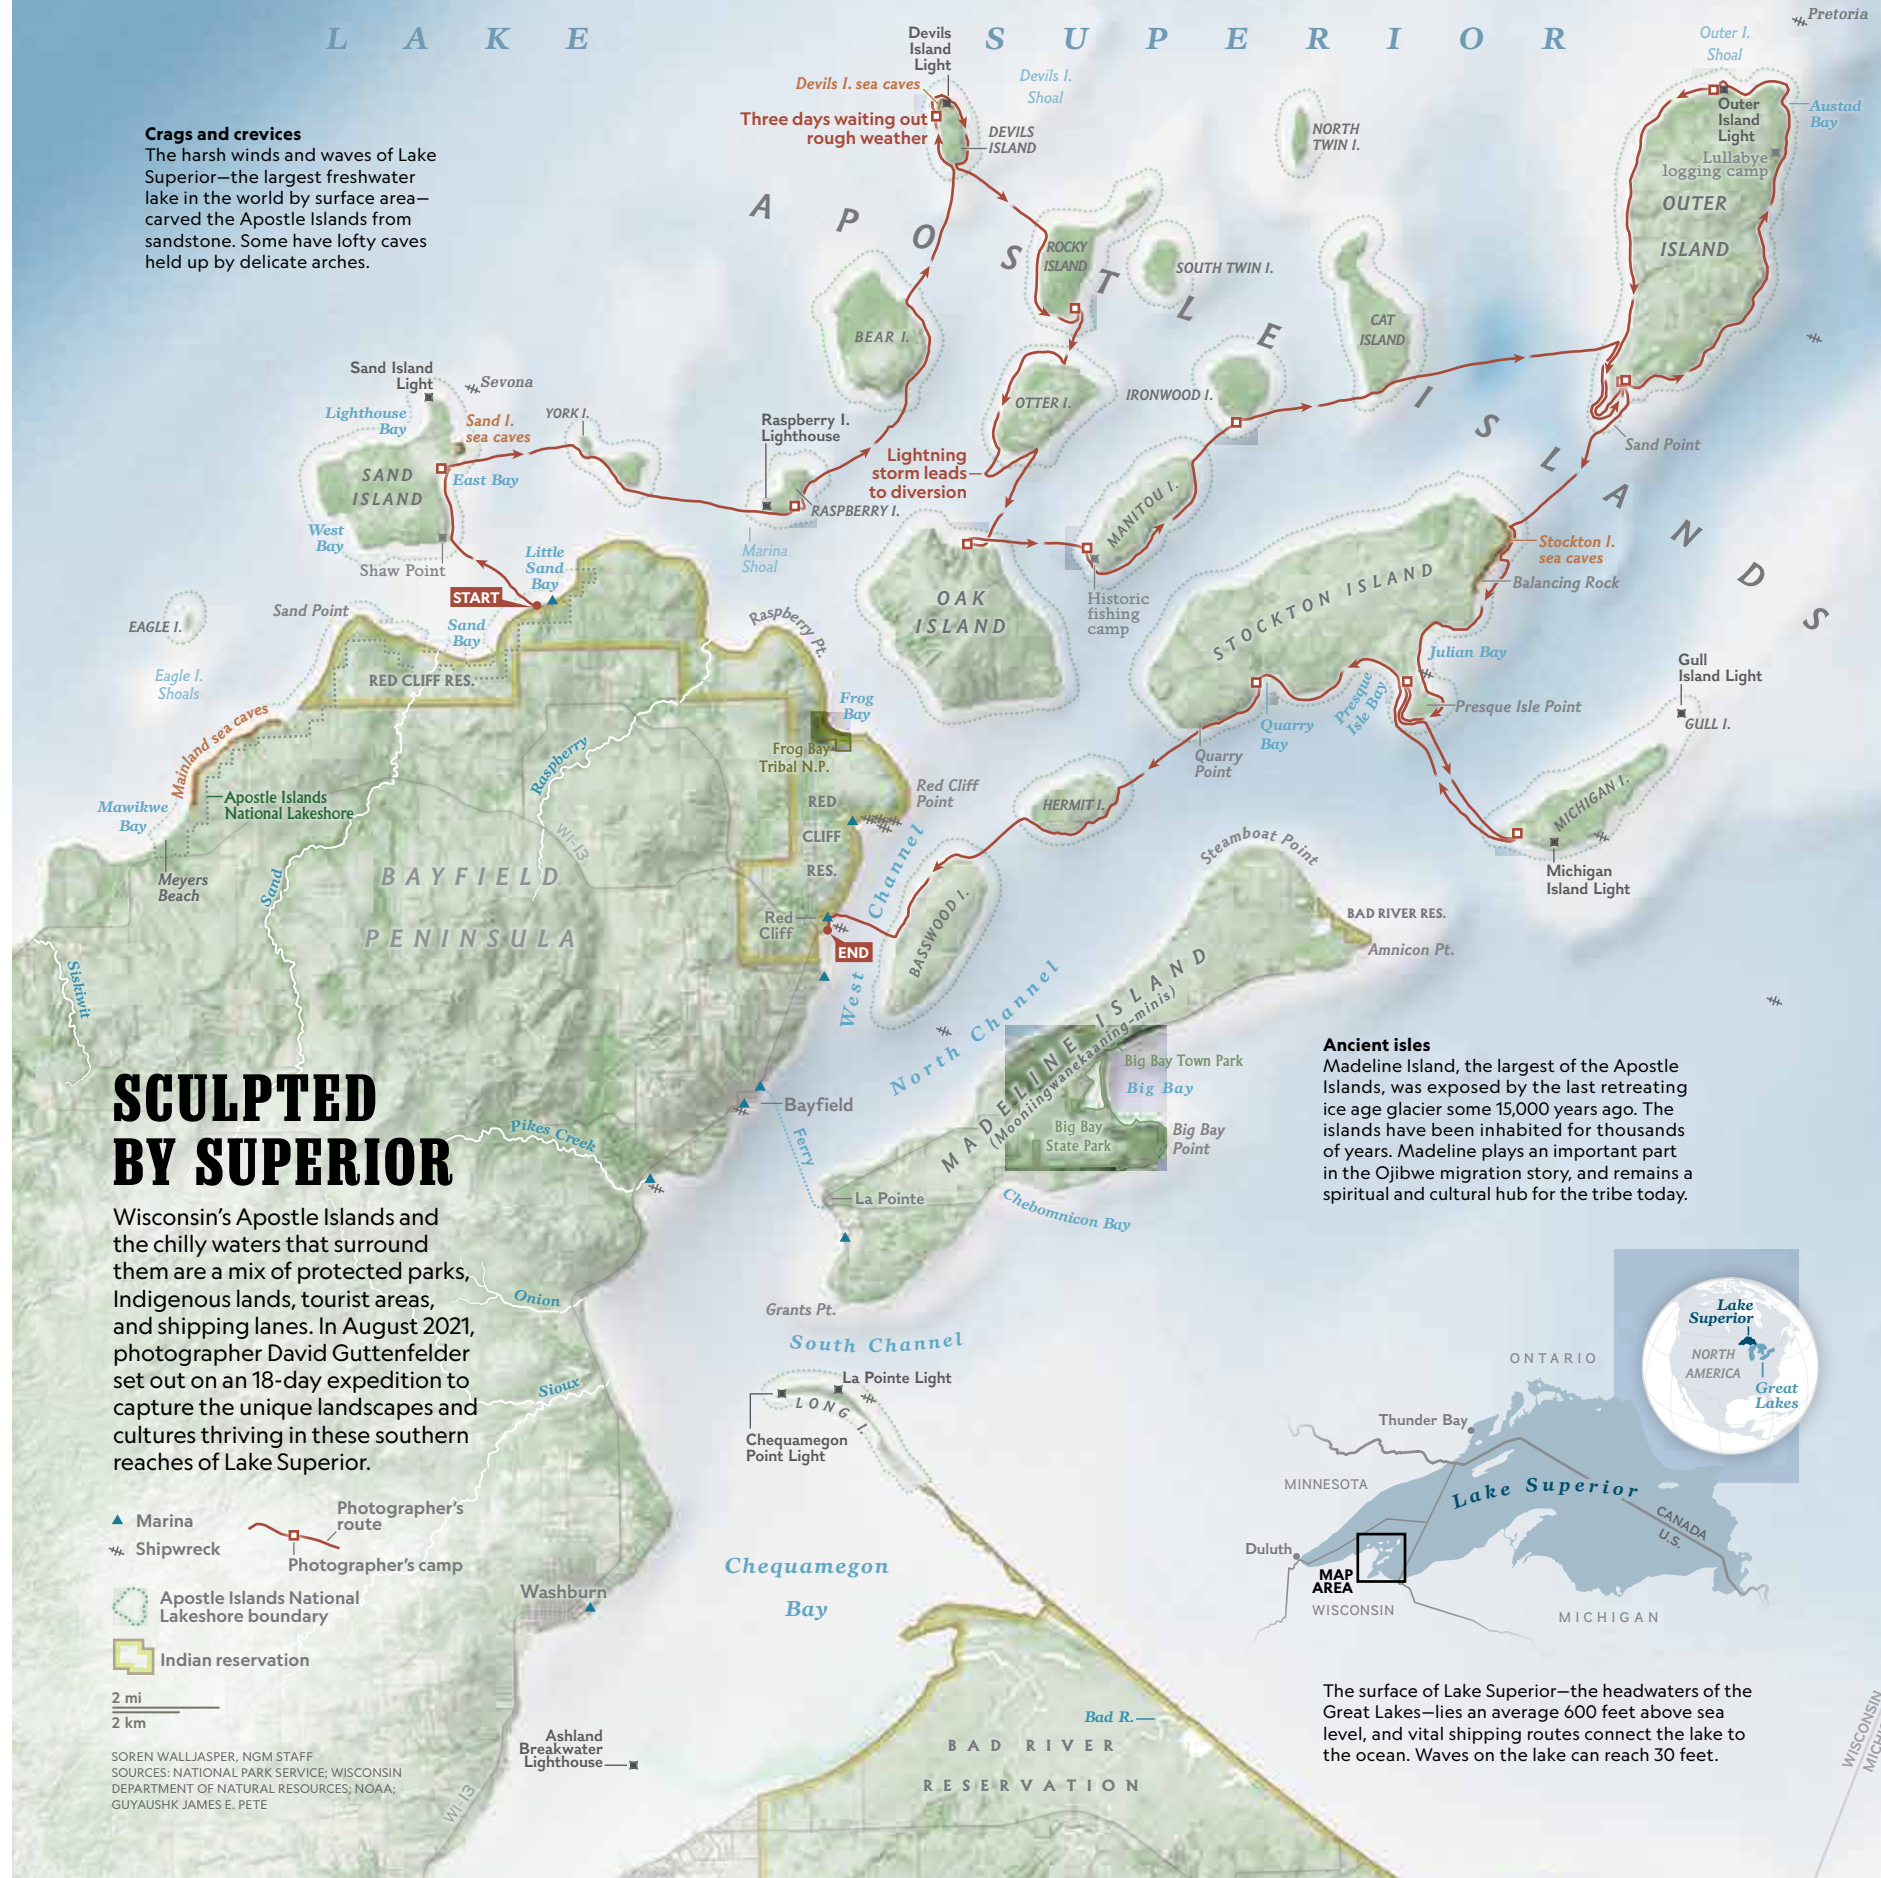 LAKE SUPERIOR
Pretoria
Outer I.
Shoal
Devils
Island
Light
Devils I. sea caves
Devils I.
Shoal
Three days waiting out
rough weather
DEVILS
ISLAND
NORTH
TWIN I.
Outer
Island
Light
Austad
Bay
Lullabye
logging camp
OUTER
ISLAND
Crags and crevices
The harsh winds and waves of Lake
Superior—the largest freshwater
lake in the world by surface area—
carved the Apostle Islands from
sandstone. Some have lofty caves
held up by delicate arches.
APOSTLE ISLANDS
ROCKY
ISLAND
SOUTH TWIN I.
BEAR I.
CAT
ISLAND
Sand Island
Light
Sevona
Lighthouse
Bay
Sand I.
sea caves
YORK I.
Raspberry I.
Lighthouse
OTTER I.
IRONWOOD I.
Sand Point
SAND
ISLAND
East Bay
Lightning
storm leads
to diversion
RASPBERRY I.
MANITOU I.
West
Bay
Shaw Point
Little
Sand
Bay
Marina
Shoal
Stockton I.
sea caves
Balancing Rock
START
Sand
Bay
Sand Point
EAGLE I.
Eagle I.
Shoals
Raspberry Pt.
OAK
ISLAND
Historic
fishing
camp
STOCKTON ISLAND
Julian Bay
RED CLIFF RES.
Gull
Island Light
GULL I.
Presque
Isle Bay
Presque Isle Point
Frog
Bay
Frog Bay
Tribal N.P.
Quarry
Bay
Quarry
Point
Mainland sea caves
Raspberry
Apostle Islands
National Lakeshore
Mawikwe
Bay
Meyers
Beach
WI-13
RED
CLIFF
RES.
Red Cliff
Point
HERMIT I.
MICHIGAN I.
Michigan
Island Light
Steamboat Point
Sand
BAYFIELD
PENINSULA
West Channel
Red
Cliff
END
BASSWOOD I.
BAD RIVER RES.
Amnicon Pt.
Siskiwit
North Channel
MADELINE ISLAND
(Mooniingwanekaaning-minis)
Big Bay Town Park
Big Bay
Big Bay
State Park
Big Bay
Point
Ancient isles
Madeline Island, the largest of the Apostle
Islands, was exposed by the last retreating
ice age glacier some 15,000 years ago. The
islands have been inhabited for thousands
of years. Madeline plays an important part
in the Ojibwe migration story, and remains a
spiritual and cultural hub for the tribe today.
Bayfield
Ferry
La Pointe
Chebomnicon Bay
Grants Pt.
South Channel
SCULPTED
BY SUPERIOR
Pikes Creek
Wisconsin's Apostle Islands and
the chilly waters that surround
them are a mix of protected parks,
Indigenous lands, tourist areas,
and shipping lanes. In August 2021,
photographer David Guttenfelder
set out on an 18-day expedition to
capture the unique landscapes and
cultures thriving in these southern
reaches of Lake Superior.
Onion
Sioux
La Pointe Light
LONG I.
Chequamegon
Point Light
Lake
Superior
NORTH
AMERICA
Great
Lakes
ONTARIO
Thunder Bay
MINNESOTA
Lake Superior
CANADA
U.S.
Duluth
MAP
AREA
WISCONSIN
MICHIGAN
Marina
Shipwreck
Photographer's
route
Photographer's camp
Apostle Islands National
Lakeshore boundary
Indian reservation
2 mi
2 km
Washburn
Chequamegon
Bay
Ashland
Breakwater
Lighthouse
WI-13
Bad R.
BAD RIVER
RESERVATION
The surface of Lake Superior—the headwaters of the
Great Lakes—lies an average 600 feet above sea
level, and vital shipping routes connect the lake to
the ocean. Waves on the lake can reach 30 feet.
WISCONSIN
MICH
SOREN WALLJASPER, NGM STAFF
SOURCES: NATIONAL PARK SERVICE; WISCONSIN
DEPARTMENT OF NATURAL RESOURCES; NOAA;
GUYAUSHK JAMES E. PETE